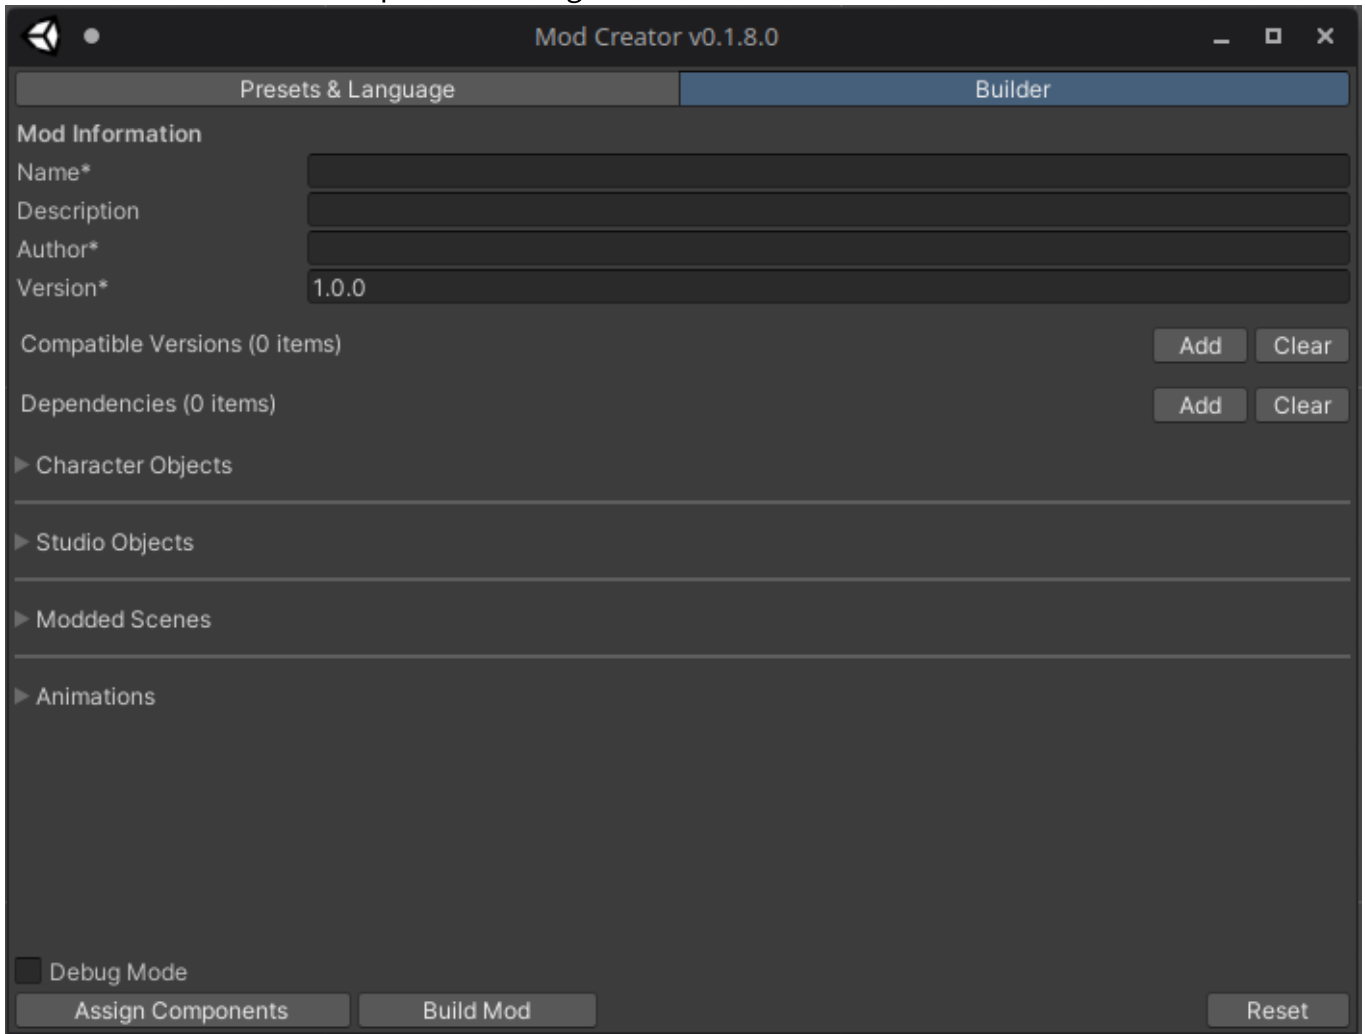 Mod Creator v0.1.8.0
Presets & Language Builder
Mod Information
Name*
Description
Author*
Version* 1.0.0
Compatible Versions (0 items) Add Clear
Dependencies (0 items) Add Clear
Character Objects
Studio Objects
Modded Scenes
Animations
Debug Mode
Assign Components Build Mod Reset